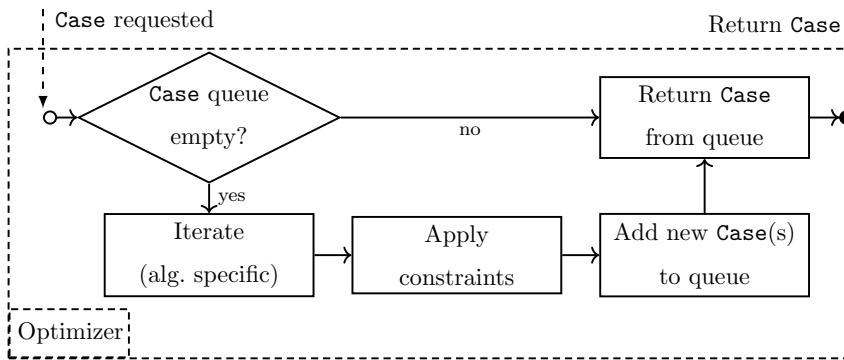 Case requested
Return Case
Case queue
empty?
no
Return Case
from queue
yes
Iterate
(alg. specific)
Apply
constraints
Add new Case(s)
to queue
Optimizer